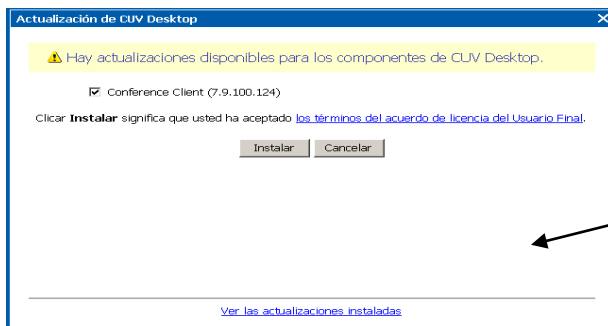 Actualización de CUV Desktop
Hay actualizaciones disponibles para los componentes de CUV Desktop.
Conference Client (7.9.100.124)
Clicar Instalar significa que usted ha aceptado los términos del acuerdo de licencia del Usuario Final.
Instalar Cancelar
Ver las actualizaciones instaladas